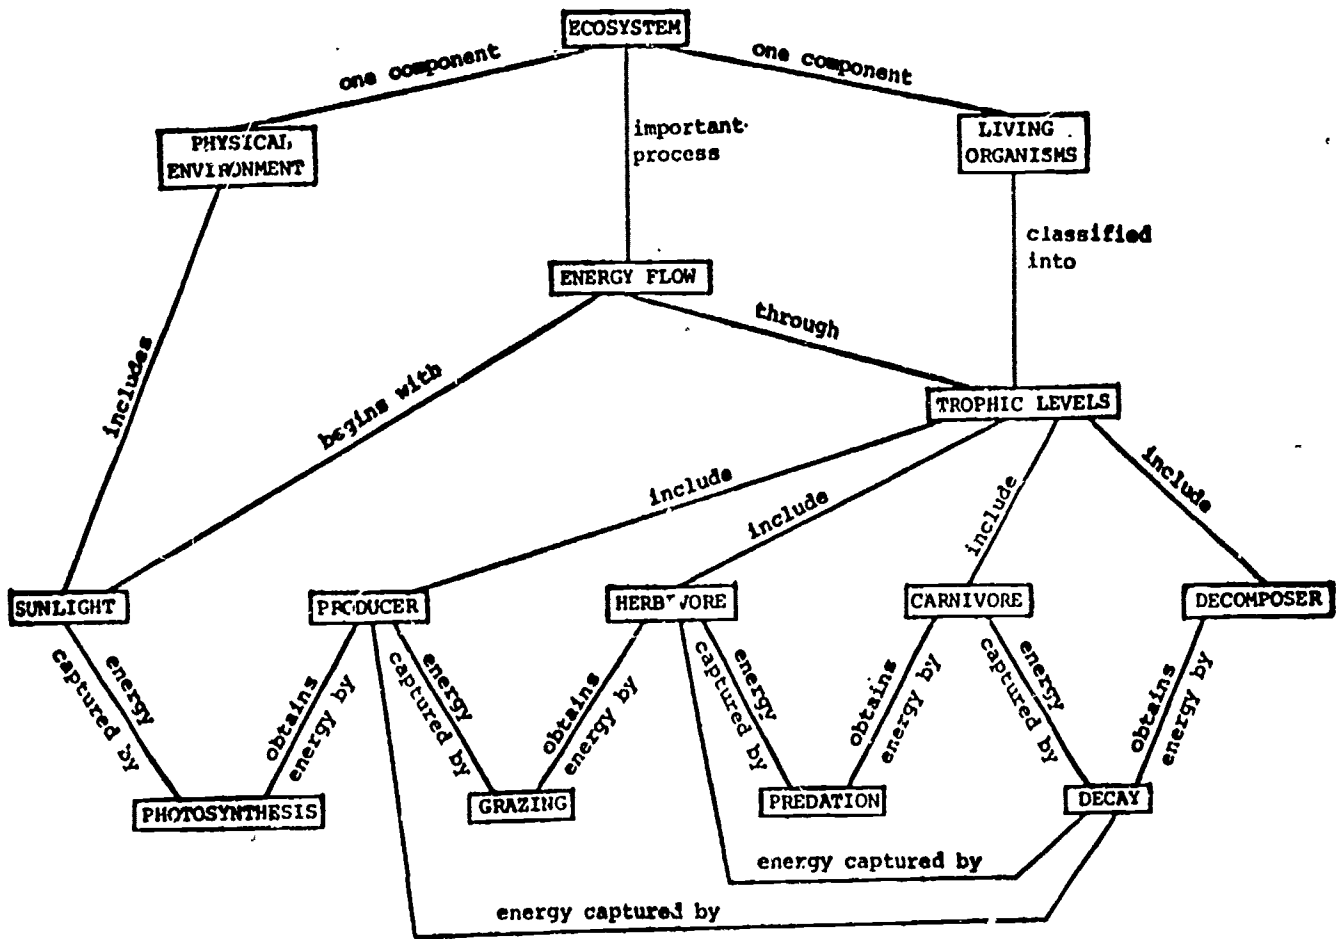 ECOSYSTEM
one component
one component
PHYSICAL
ENVIRONMENT
important
process
LIVING
ORGANISMS
classified
into
ENERGY FLOW
through
includes
begins with
TROPHIC LEVELS
include
include
include
include
SUNLIGHT
PRODUCER
HERBIVORE
CARNIVORE
DECOMPOSER
energy
captured by
obtains
energy by
energy
captured by
obtains
energy by
energy
captured by
obtains
energy by
energy
captured by
obtains
energy by
PHOTOSYNTHESIS
GRAZING
PREDATION
DECAY
energy captured by
energy captured by